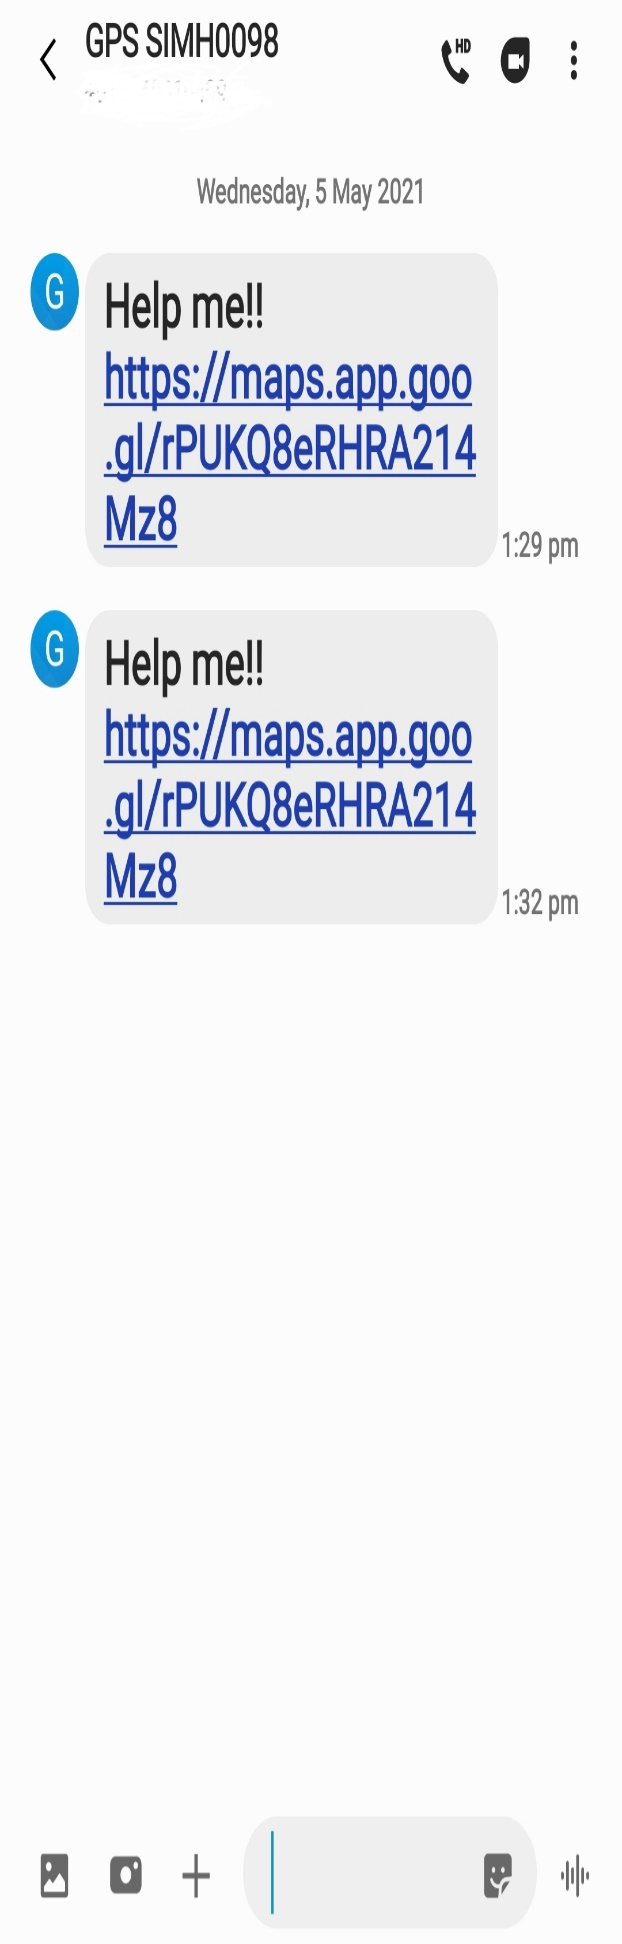 GPS SIMH0098
HD
Wednesday, 5 May 2021
G
Help me!!
https://maps.app.goo
.gl/rPUKQ8eRHRA214
Mz8
1:29 pm
G
Help me!!
https://maps.app.goo
.gl/rPUKQ8eRHRA214
Mz8
1:32 pm